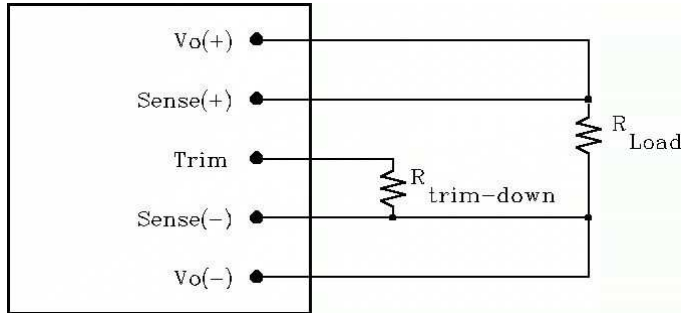 Vo(+)
Sense(+)
R
Load
Trim
R
trim-down
Sense(-)
Vo(-)